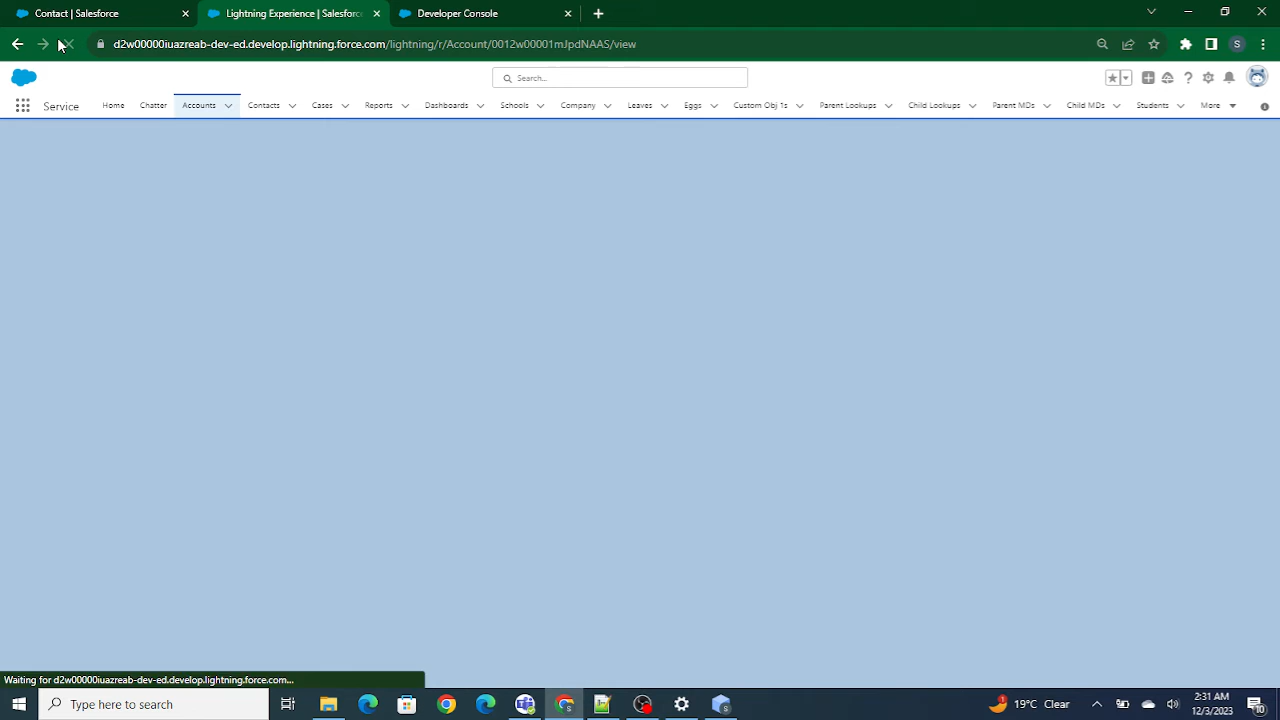 Contact | Salesforce
Lightning Experience | Salesforce
Developer Console
d2w00000iuazreab-dev-ed.develop.lightning.force.com/lightning/r/Account/0012w00001mJpdNAAS/view
S
Search...
Service
Home Chatter Accounts Contacts Cases Reports Dashboards Schools Company Leaves Eggs Custom Obj 1s Parent Lookups Child Lookups Parent MDs Child MDs Students More
Waiting for d2w00000iuazreab-dev-ed.develop.lightning.force.com...
Type here to search
19°C Clear
2:31 AM
12/3/2023
10